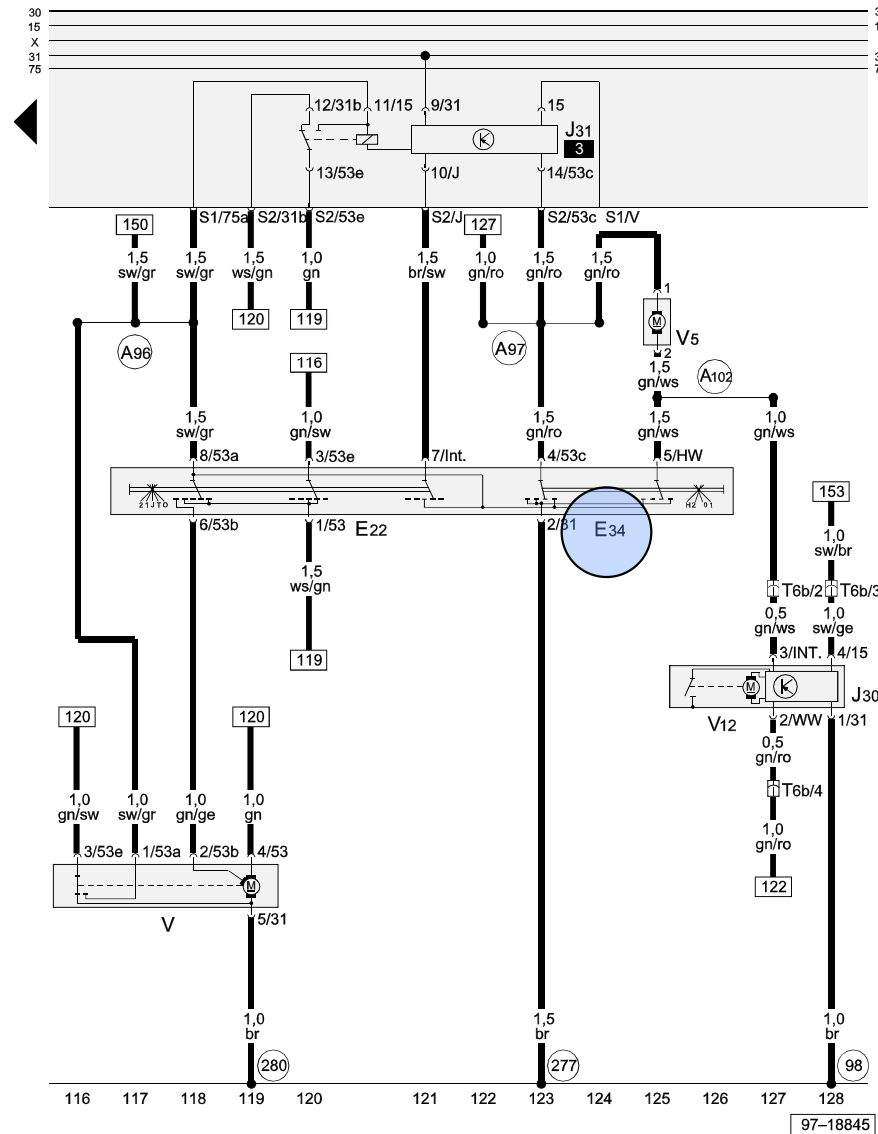 30
15
X
31
75
3
1
3
7
12/31b 11/15 9/31 15
J31
3
13/53e 10/J 14/53c
S1/75a S2/31b S2/53e S2/J S2/53c S1/V
150 127
1,5 1,5 1,5 1,0 1,5 1,0 1,5 1,5
sw/gr sw/gr ws/gn gn br/sw gn/ro gn/ro gn/ro
1
M
V5
2
120 119
A96 A97 A102
116
1,5
gn/ws
1,5 1,0 1,5 1,5 1,0
sw/gr gn/sw gn/ro gn/ws gn/ws
8/53a 3/53e 7/Int. 4/53c 5/HW
21JTO H2 01
E22 E34
6/53b 1/53 2/31
153
1,0
sw/br
1,5
ws/gn
T6b/2 T6b/3
0,5 1,0
gn/ws sw/ge
119
3/INT. 4/15
M
J30
V12
2/WW 1/31
120 120
0,5
gn/ro
T6b/4
1,0 1,0 1,0 1,0
gn/sw sw/gr gn/ge gn
1,0
gn/ro
3/53e 1/53a 2/53b 4/53
M
122
V
5/31
1,0 1,5 1,0
br br br
280 277 98
116 117 118 119 120 121 122 123 124 125 126 127 128
97–18845